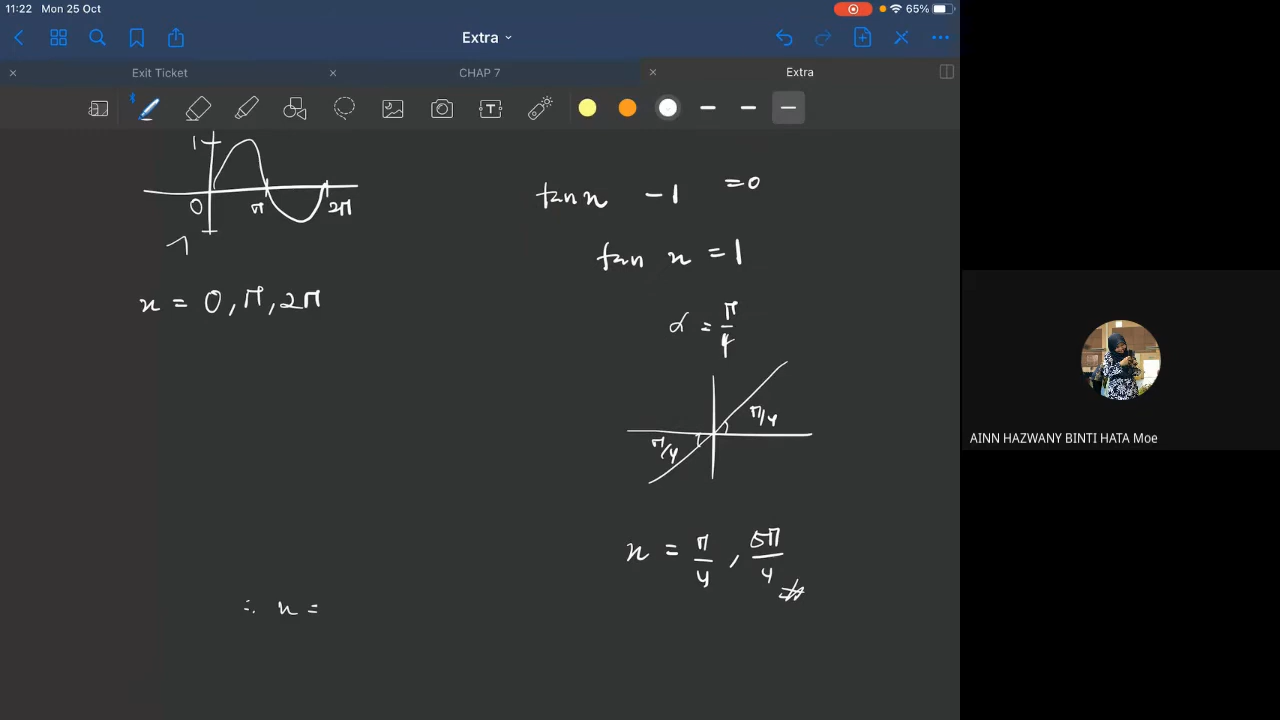 11:22 Mon 25 Oct
65%
Extra
Exit Ticket
CHAP 7
Extra
T
1
0 π 2π
-1
x = 0, π, 2π
tan x - 1 = 0
tan x = 1
α = π/4
π/4
π/4
x = π/4, 5π/4
∴ x =
AINN HAZWANY BINTI HATA Moe